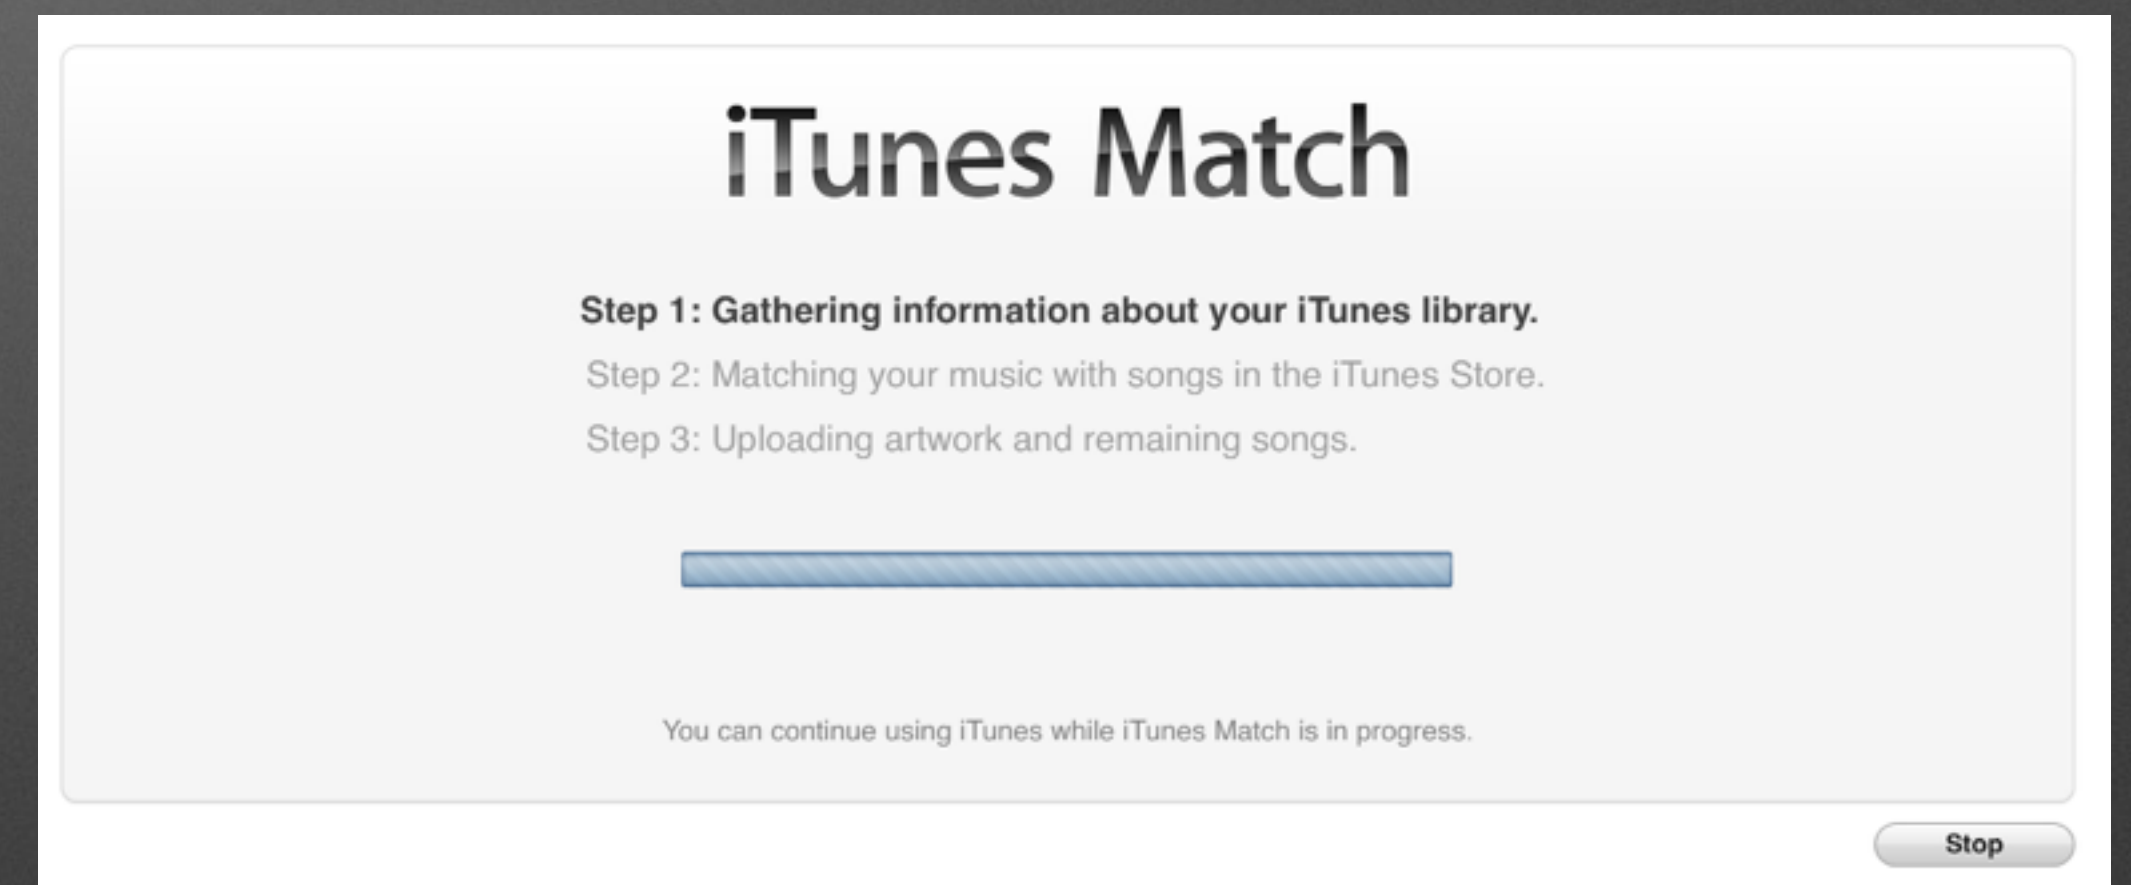 iTunes Match
Step 1: Gathering information about your iTunes library.
Step 2: Matching your music with songs in the iTunes Store.
Step 3: Uploading artwork and remaining songs.
You can continue using iTunes while iTunes Match is in progress.
Stop